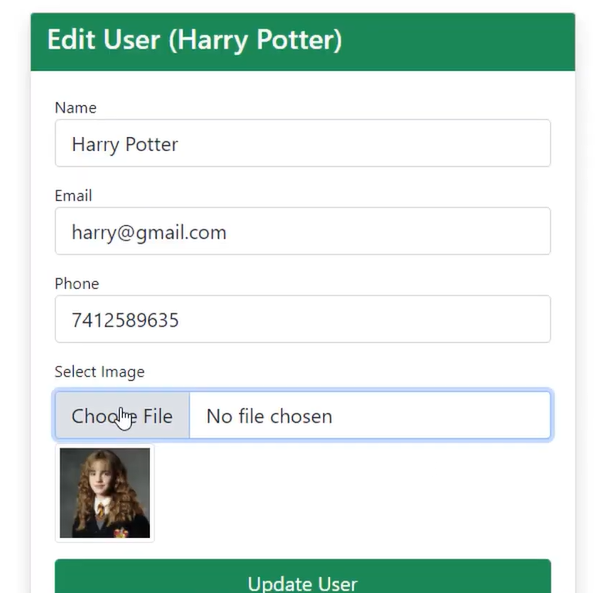 Edit User (Harry Potter)
Name
Harry Potter
Email
harry@gmail.com
Phone
7412589635
Select Image
Choose File No file chosen
Update User